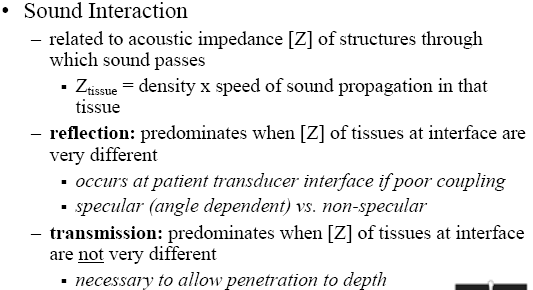 • Sound Interaction
– related to acoustic impedance [Z] of structures through
which sound passes
▪ Ztissue = density x speed of sound propagation in that
tissue
– reflection: predominates when [Z] of tissues at interface are
very different
▪ occurs at patient transducer interface if poor coupling
▪ specular (angle dependent) vs. non-specular
– transmission: predominates when [Z] of tissues at interface
are not very different
▪ necessary to allow penetration to depth